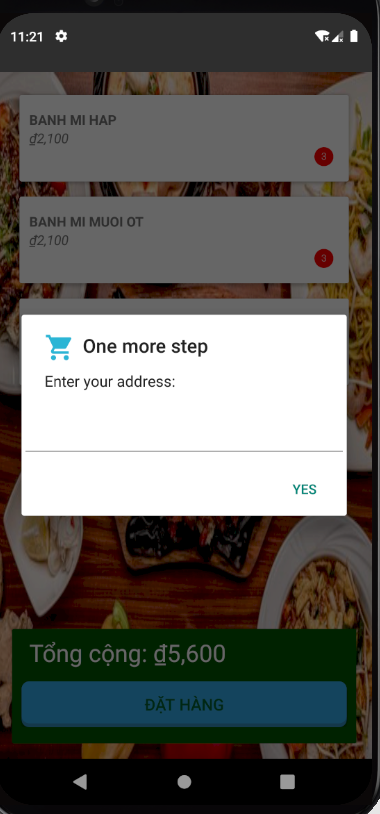 11:21
BANH MI HAP
₫2,100
3
BANH MI MUOI OT
₫2,100
3
One more step
Enter your address:
YES
Tổng cộng: ₫5,600
ĐẶT HÀNG